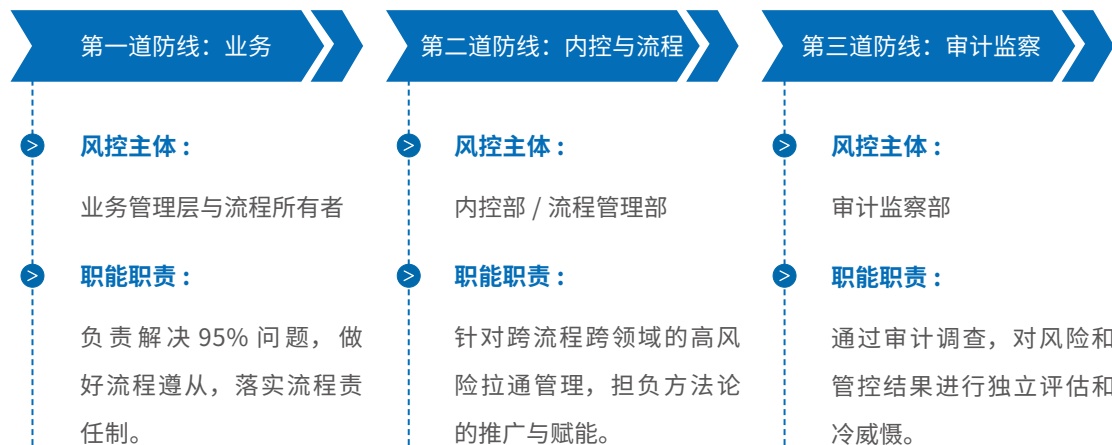 第一道防线：业务
风控主体：
业务管理层与流程所有者
职能职责：
负责解决 95% 问题，做
好流程遵从，落实流程责
任制。
第二道防线：内控与流程
风控主体：
内控部 / 流程管理部
职能职责：
针对跨流程跨领域的高风
险拉通管理，担负方法论
的推广与赋能。
第三道防线：审计监察
风控主体：
审计监察部
职能职责：
通过审计调查，对风险和
管控结果进行独立评估和
冷威慑。